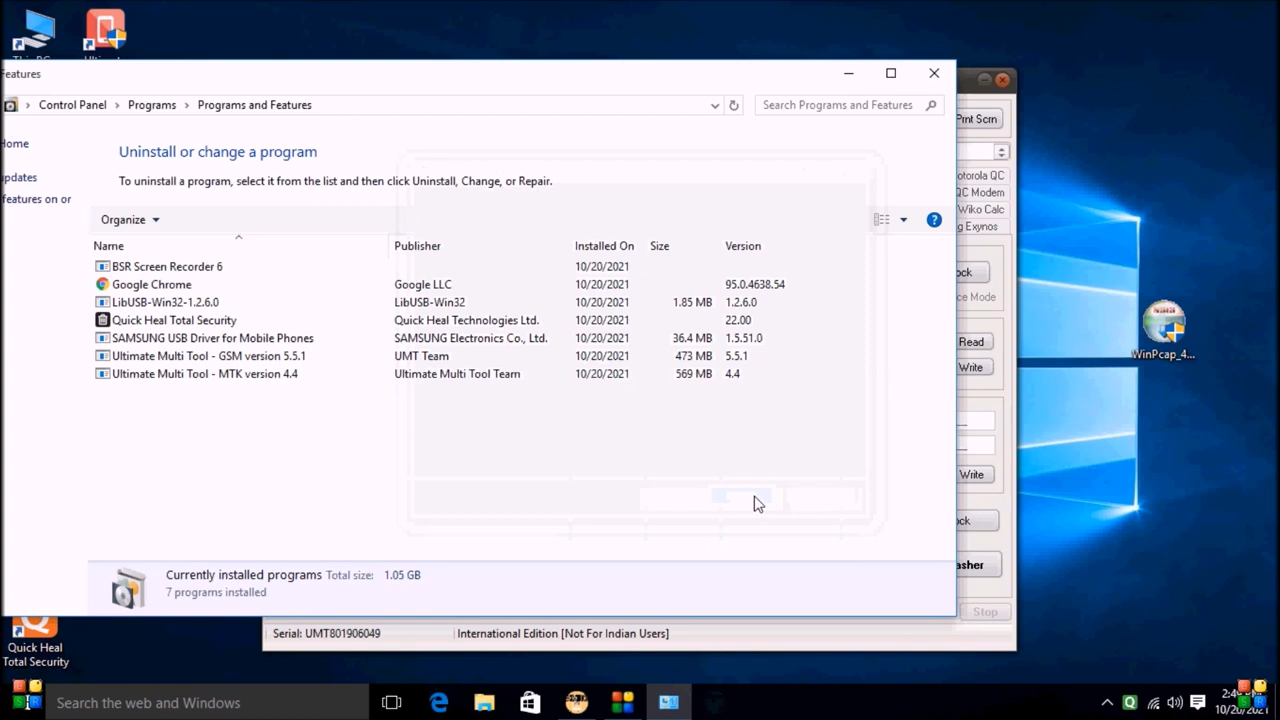 Features
Control Panel › Programs › Programs and Features
Search Programs and Features
Home
updates
features on or
Uninstall or change a program
To uninstall a program, select it from the list and then click Uninstall, Change, or Repair.
Organize
Name Publisher Installed On Size Version
BSR Screen Recorder 6 10/20/2021
Google Chrome Google LLC 10/20/2021 95.0.4638.54
LibUSB-Win32-1.2.6.0 LibUSB-Win32 10/20/2021 1.85 MB 1.2.6.0
Quick Heal Total Security Quick Heal Technologies Ltd. 10/20/2021 22.00
SAMSUNG USB Driver for Mobile Phones SAMSUNG Electronics Co., Ltd. 10/20/2021 36.4 MB 1.5.51.0
Ultimate Multi Tool - GSM version 5.5.1 UMT Team 10/20/2021 473 MB 5.5.1
Ultimate Multi Tool - MTK version 4.4 Ultimate Multi Tool Team 10/20/2021 569 MB 4.4
Currently installed programs Total size: 1.05 GB
7 programs installed
Prnt Scrn
otorola QC
QC Modem
Wiko Calc
g Exynos
ock
ce Mode
Read
Write
Write
ock
asher
Stop
Serial: UMT801906049 International Edition [Not For Indian Users]
WinPcap_4...
Quick Heal
Total Security
Search the web and Windows
10/20/2021